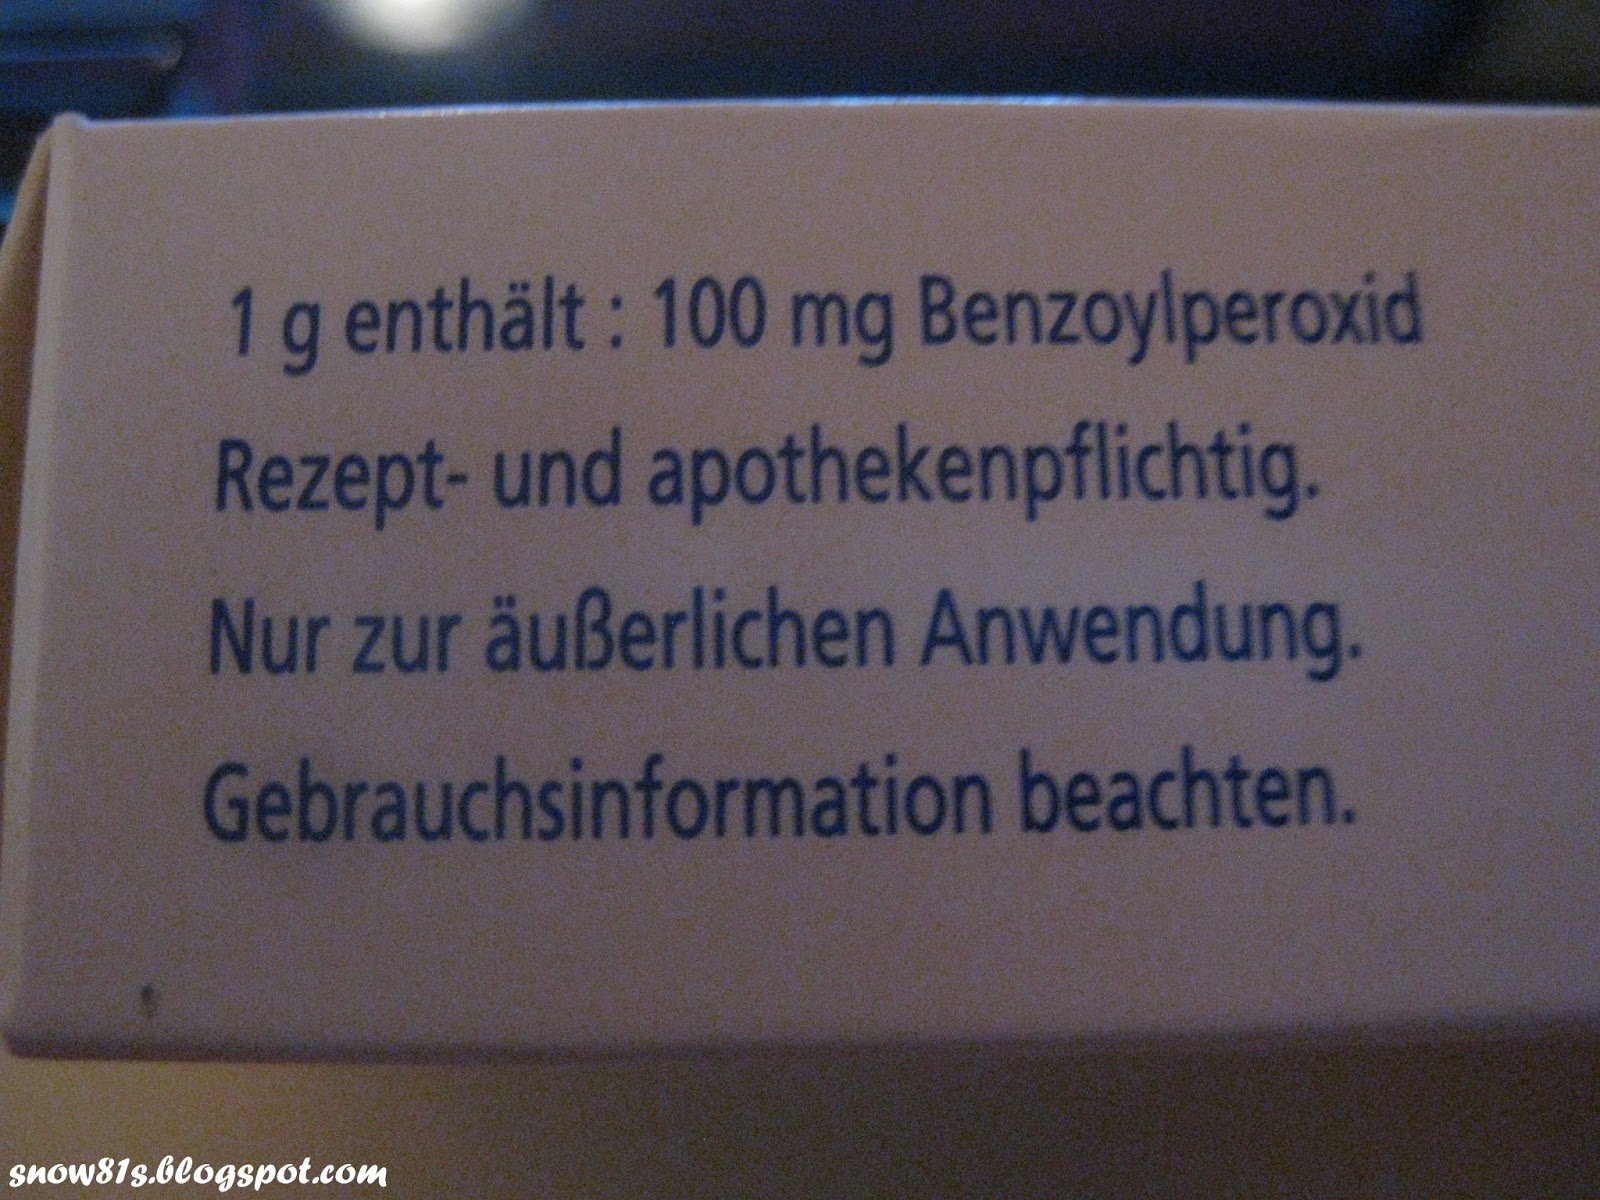 1 g enthält : 100 mg Benzoylperoxid
Rezept- und apothekenpflichtig.
Nur zur äußerlichen Anwendung.
Gebrauchsinformation beachten.
snow81s.blogspot.com